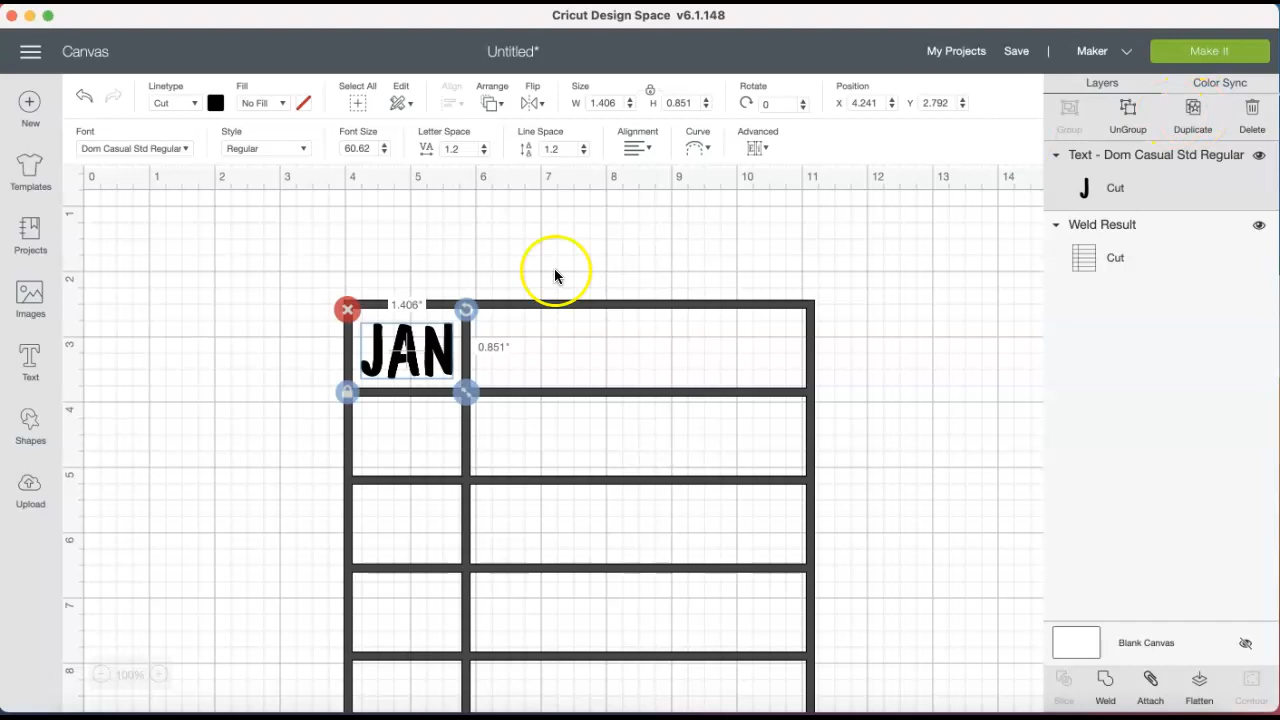 Cricut Design Space v6.1.148
Canvas
Untitled*
My Projects
Save
|
Maker
Make It
Linetype
Cut
Fill
No Fill
Select All
Edit
Align
Arrange
Flip
Size
W 1.406
H 0.851
Rotate
0
Position
X 4.241
Y 2.792
Font
Dom Casual Std Regular
Style
Regular
Font Size
60.62
Letter Space
VA 1.2
Line Space
1.2
Alignment
Curve
Advanced
Layers
Color Sync
Group
UnGroup
Duplicate
Delete
Text - Dom Casual Std Regular
J Cut
Weld Result
Cut
New
Templates
Projects
Images
Text
Shapes
Upload
0 1 2 3 4 5 6 7 8 9 10 11 12 13 14
1
2
3
4
5
6
7
8
1.406"
JAN
0.851"
100%
Blank Canvas
Slice
Weld
Attach
Flatten
Contour